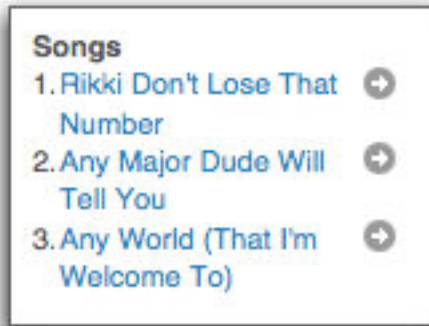 Songs
1. Rikki Don't Lose That
Number
2. Any Major Dude Will
Tell You
3. Any World (That I'm
Welcome To)